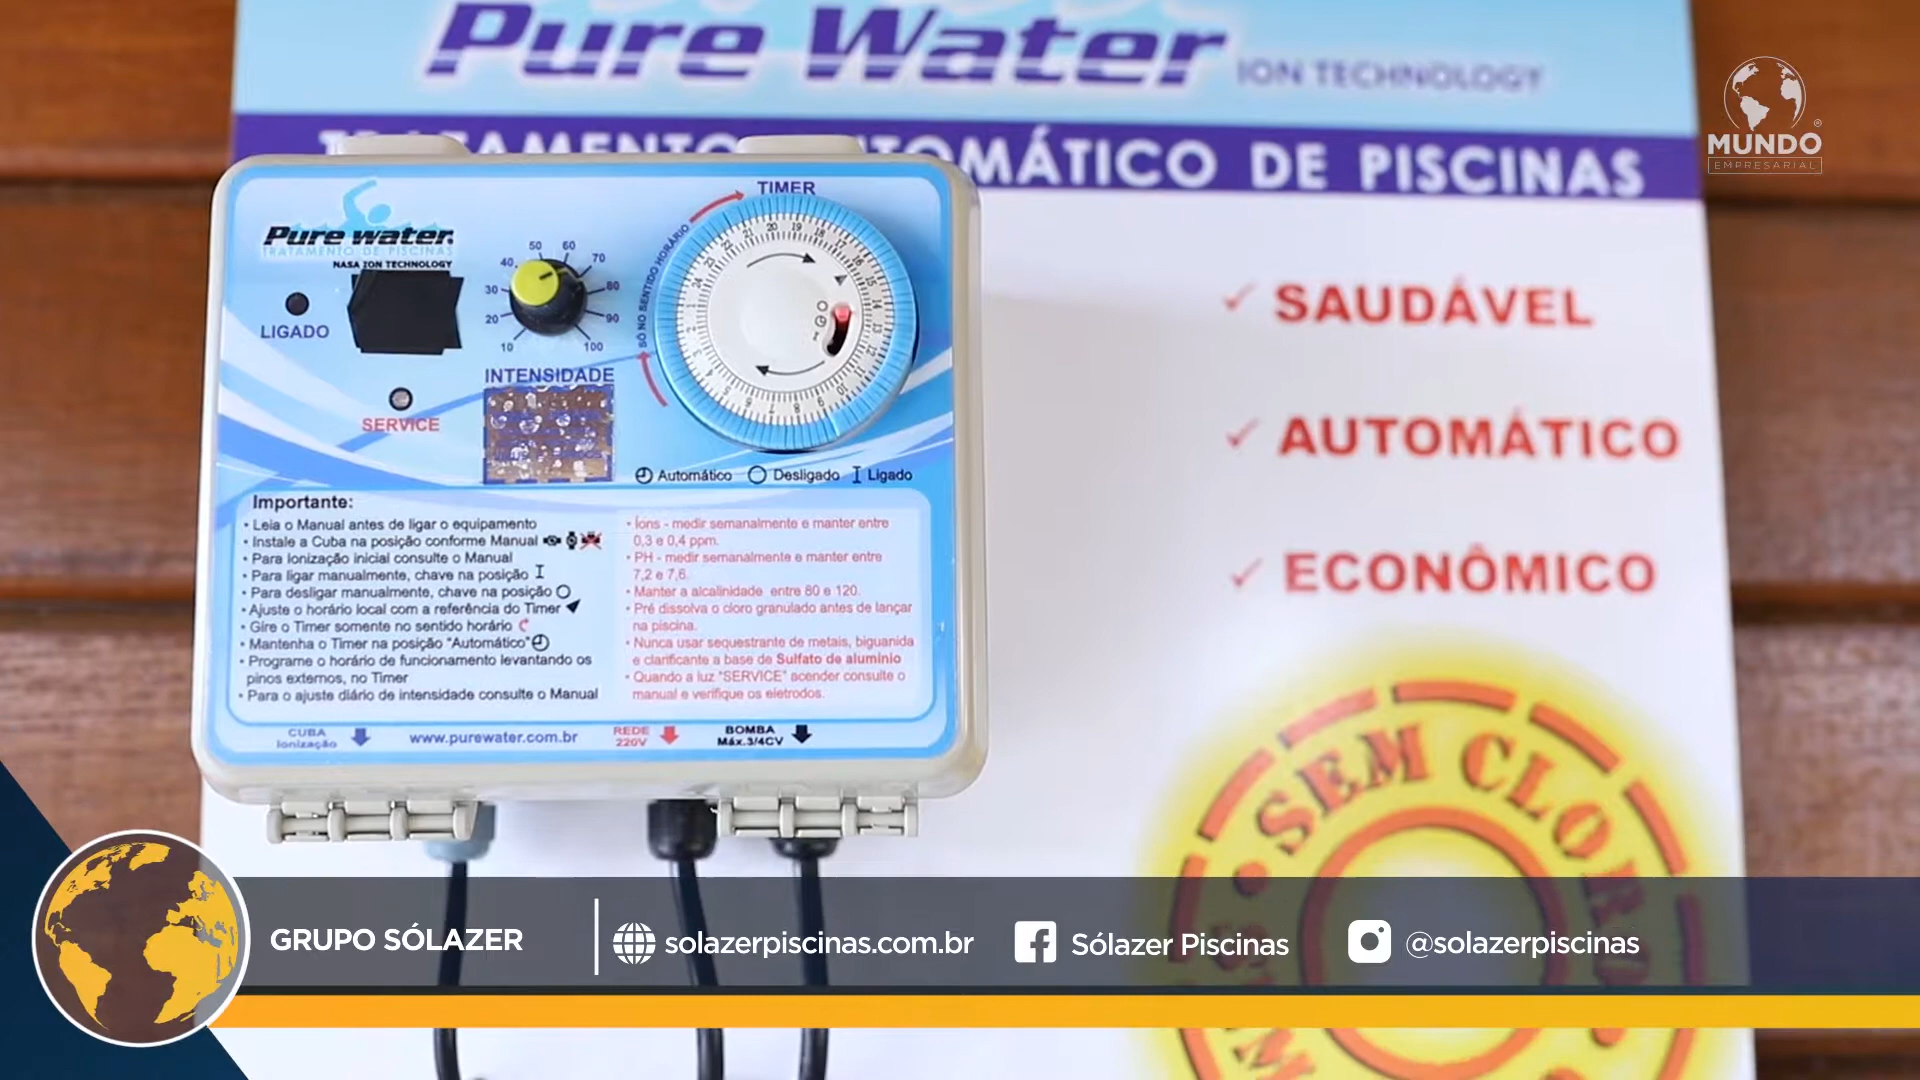 Pure Water ION TECHNOLOGY
MUNDO
EMPRESARIAL
DE PISCINAS
TIMER
SÓ NO SENTIDO HORÁRIO
Pure water.
TRATAMENTO DE PISCINAS
NASA ION TECHNOLOGY
LIGADO
SERVICE
10 20 30 40 50 60 70 80 90 100
INTENSIDADE
Automático Desligado Ligado
SAUDÁVEL
AUTOMÁTICO
ECONÔMICO
Importante:
• Leia o Manual antes de ligar o equipamento
• Instale a Cuba na posição conforme Manual
• Para Ionização inicial consulte o Manual
• Para ligar manualmente, chave na posição
• Para desligar manualmente, chave na posição
• Ajuste o horário local com a referência do Timer
• Gire o Timer somente no sentido horário
• Mantenha o Timer na posição "Automático"
• Programe o horário de funcionamento levantando os
pinos externos, no Timer
• Para o ajuste diário de intensidade consulte o Manual
• Íons - medir semanalmente e manter entre
0,3 e 0,4 ppm.
• PH - medir semanalmente e manter entre
7,2 e 7,6.
• Manter a alcalinidade entre 80 e 120.
• Pré dissolva o cloro granulado antes de lançar
na piscina.
• Nunca usar sequestrante de metais, biguanida
e clarificante a base de Sulfato de aluminio
• Quando a luz "SERVICE" acender consulte o
manual e verifique os eletrodos.
CUBA
Ionização
www.purewater.com.br
REDE
220V
BOMBA
Máx.3/4CV
SEM CLORO
GRUPO SÓLAZER
solazerpiscinas.com.br
Sólazer Piscinas
@solazerpiscinas